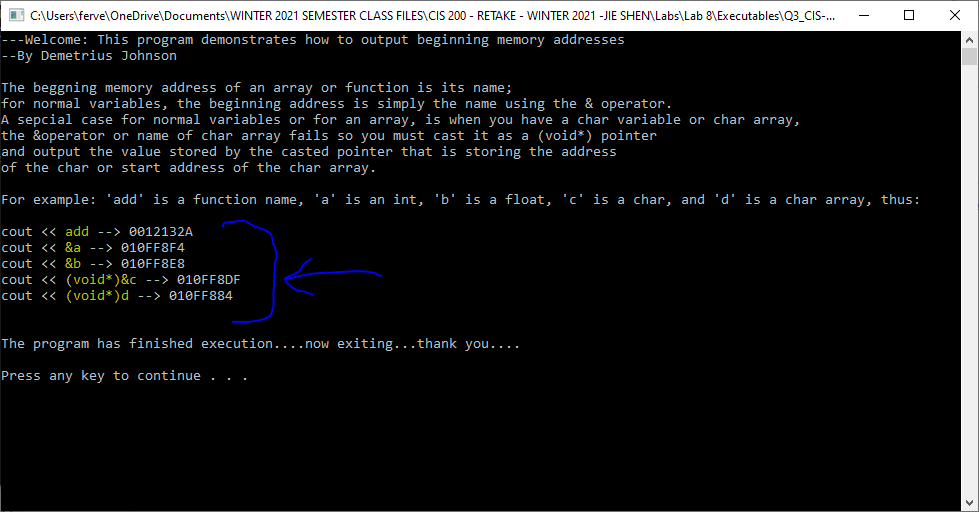 C:\Users\ferve\OneDrive\Documents\WINTER 2021 SEMESTER CLASS FILES\CIS 200 - RETAKE - WINTER 2021 -JIE SHEN\Labs\Lab 8\Executables\Q3_CIS-...
---Welcome: This program demonstrates how to output beginning memory addresses
--By Demetrius Johnson
The beggning memory address of an array or function is its name;
for normal variables, the beginning address is simply the name using the & operator.
A sepcial case for normal variables or for an array, is when you have a char variable or char array,
the &operator or name of char array fails so you must cast it as a (void*) pointer
and output the value stored by the casted pointer that is storing the address
of the char or start address of the char array.
For example: 'add' is a function name, 'a' is an int, 'b' is a float, 'c' is a char, and 'd' is a char array, thus:
cout << add --> 0012132A
cout << &a --> 010FF8F4
cout << &b --> 010FF8E8
cout << (void*)&c --> 010FF8DF
cout << (void*)d --> 010FF884
The program has finished execution....now exiting...thank you....
Press any key to continue . . .